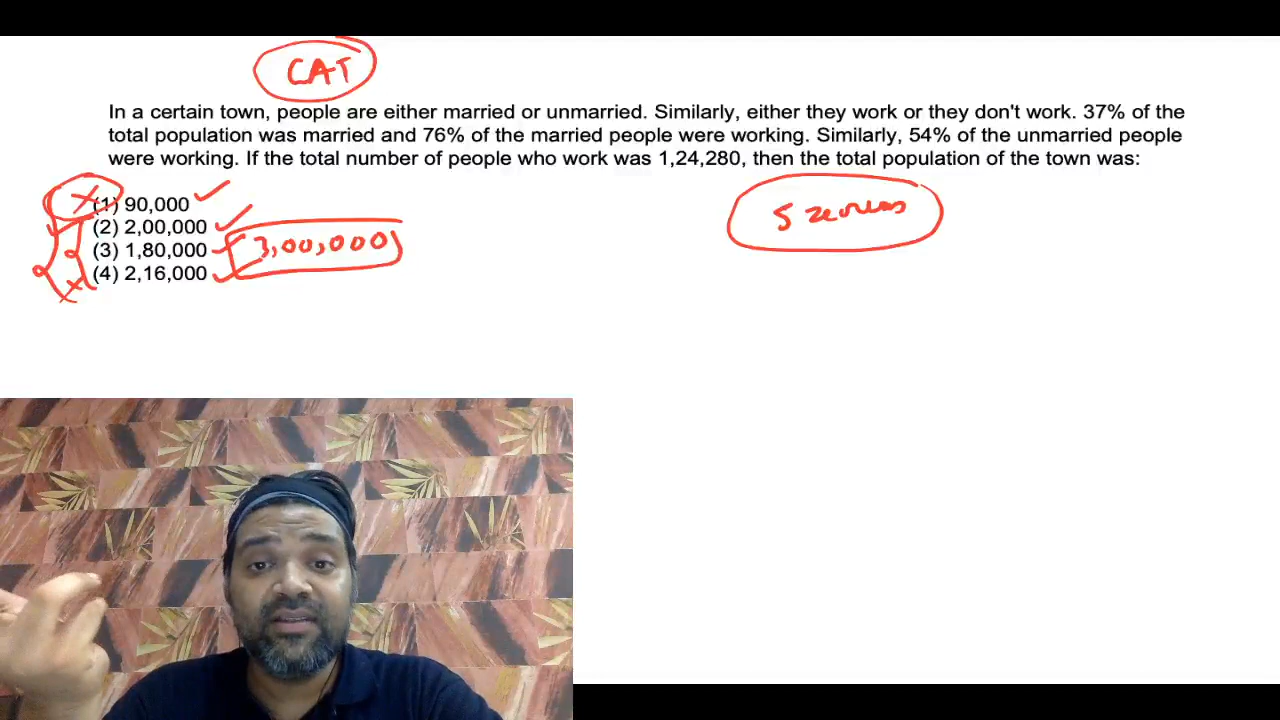 CAT
In a certain town, people are either married or unmarried. Similarly, either they work or they don't work. 37% of the
total population was married and 76% of the married people were working. Similarly, 54% of the unmarried people
were working. If the total number of people who work was 1,24,280, then the total population of the town was:
(1) 90,000
(2) 2,00,000
(3) 1,80,000
3,00,000
(4) 2,16,000
5 zeroes